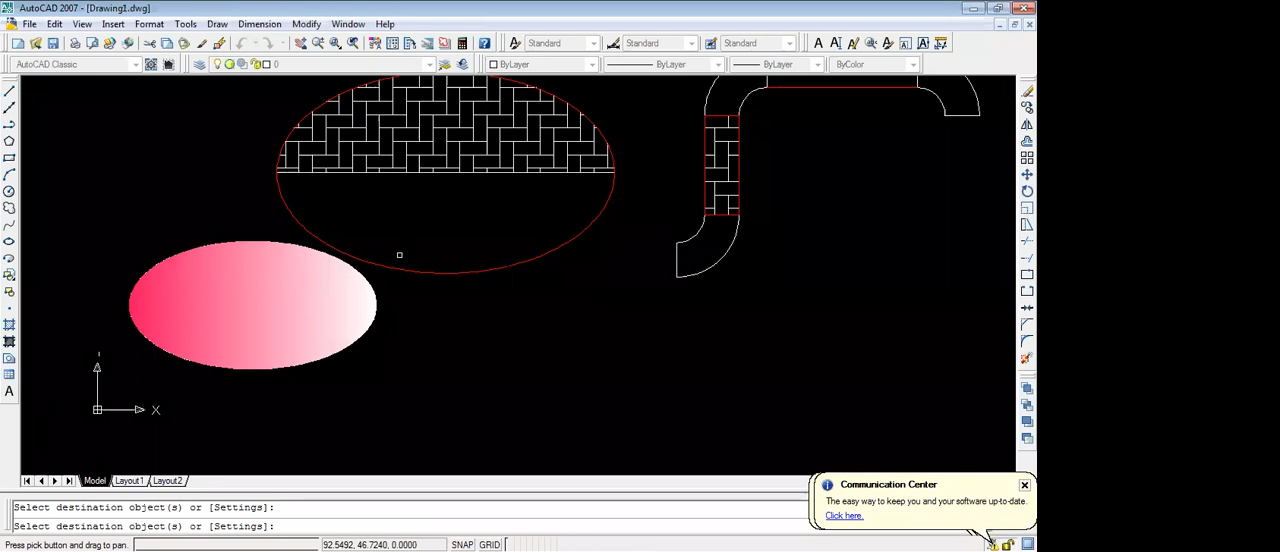 AutoCAD 2007 - [Drawing1.dwg]
File Edit View Insert Format Tools Draw Dimension Modify Window Help
Standard Standard Standard
AutoCAD Classic 0 ByLayer ByLayer ByLayer ByColor
X
Model Layout1 Layout2
Communication Center
The easy way to keep you and your software up-to-date.
Click here.
Select destination object(s) or [Settings]:
Select destination object(s) or [Settings]:
Press pick button and drag to pan. 92.5492, 46.7240, 0.0000 SNAP GRID